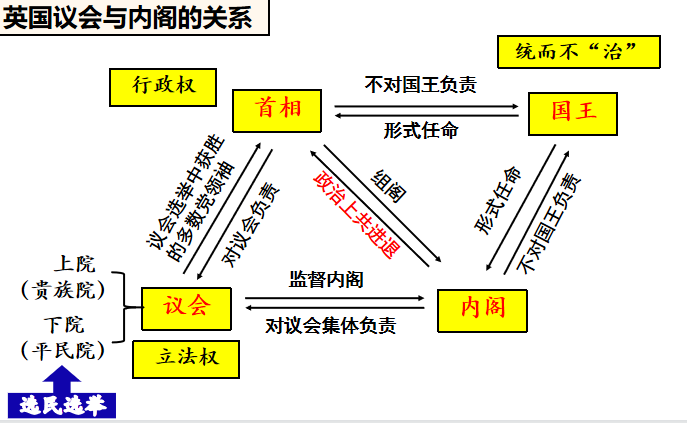 英国议会与内阁的关系
统而不“治”
行政权
首相
不对国王负责
形式任命
国王
议会选举中获胜
的多数党领袖
对议会负责
组阁
政治上共进退
形式任命
不对国王负责
上院
（贵族院）
下院
（平民院）
议会
监督内阁
对议会集体负责
内阁
立法权
选民选举